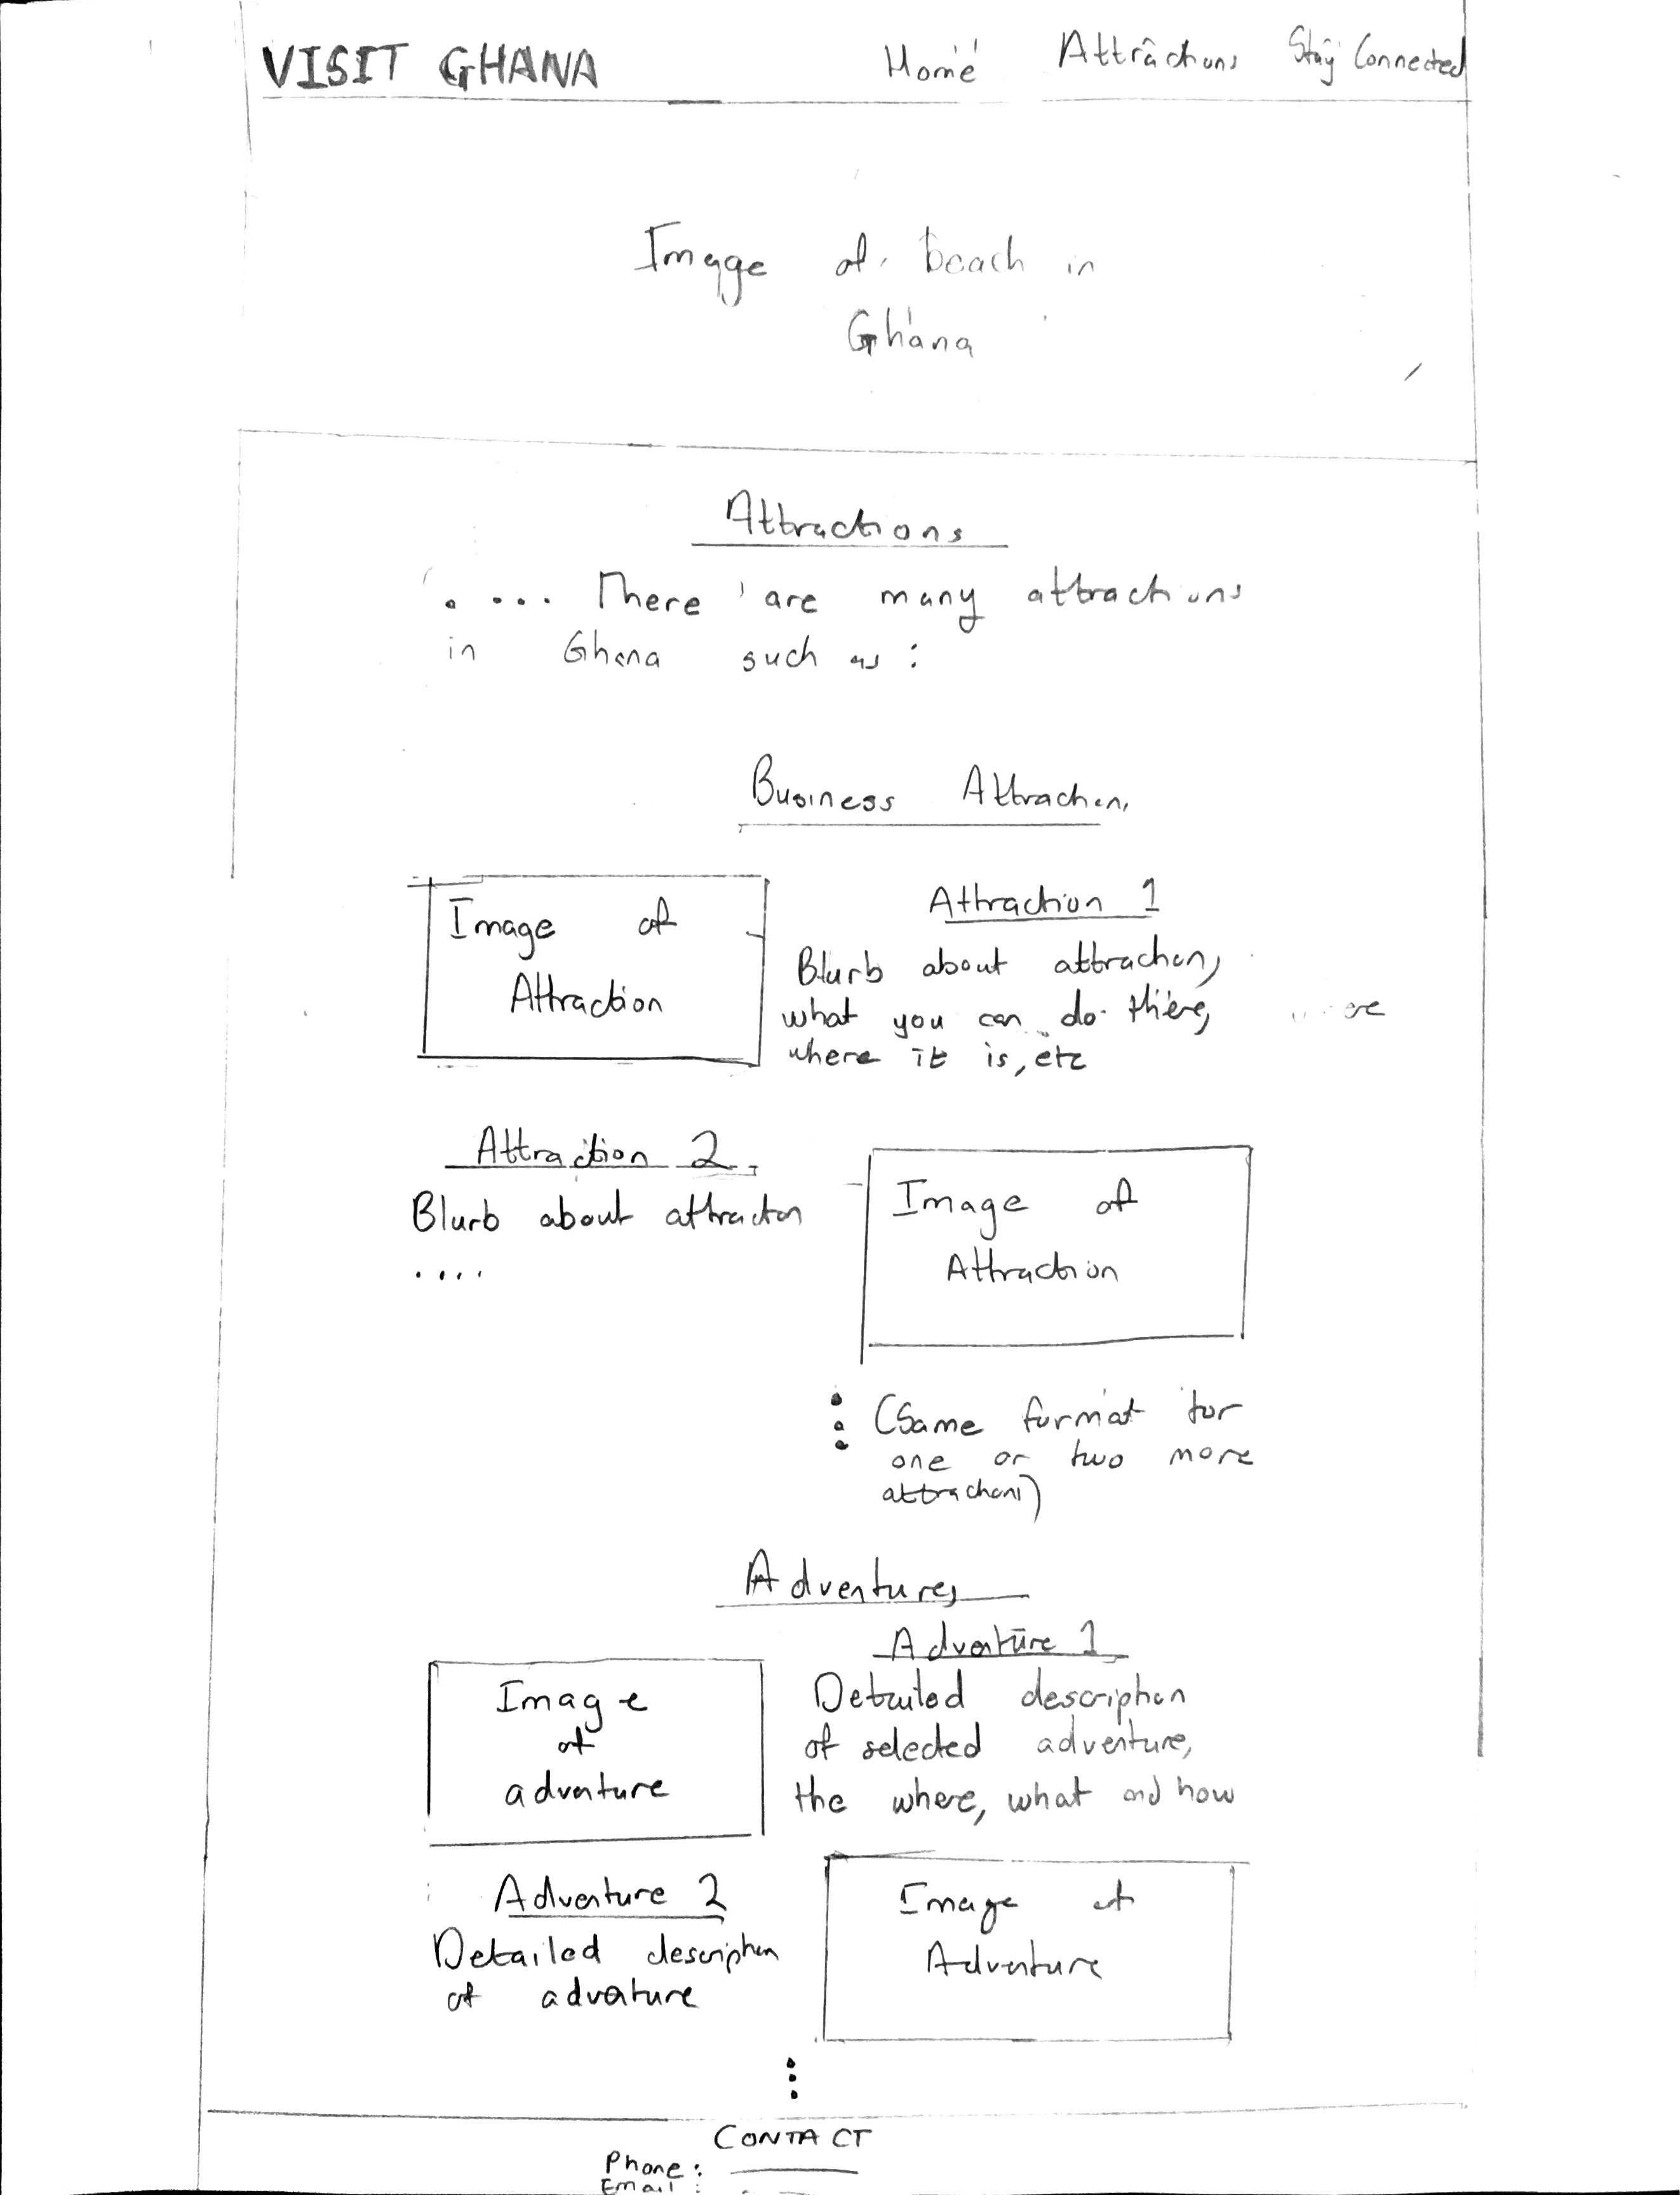 VISIT GHANA Home Attractions Stay Connected
Image of beach in
Ghana
Attractions
.... There are many attractions
in Ghana such as :
Business Attraction
Image of
Attraction
Attraction 1
Blurb about attraction,
what you can do there,
where it is, etc
Attraction 2
Blurb about attraction
....
Image of
Attraction
(Same format for
one or two more
attractions)
Adventures
Image
of
adventure
Adventure 1
Detailed description
of selected adventure,
the where, what and how
Adventure 2
Detailed description
of adventure
Image of
Adventure
CONTACT
Phone :
Email :